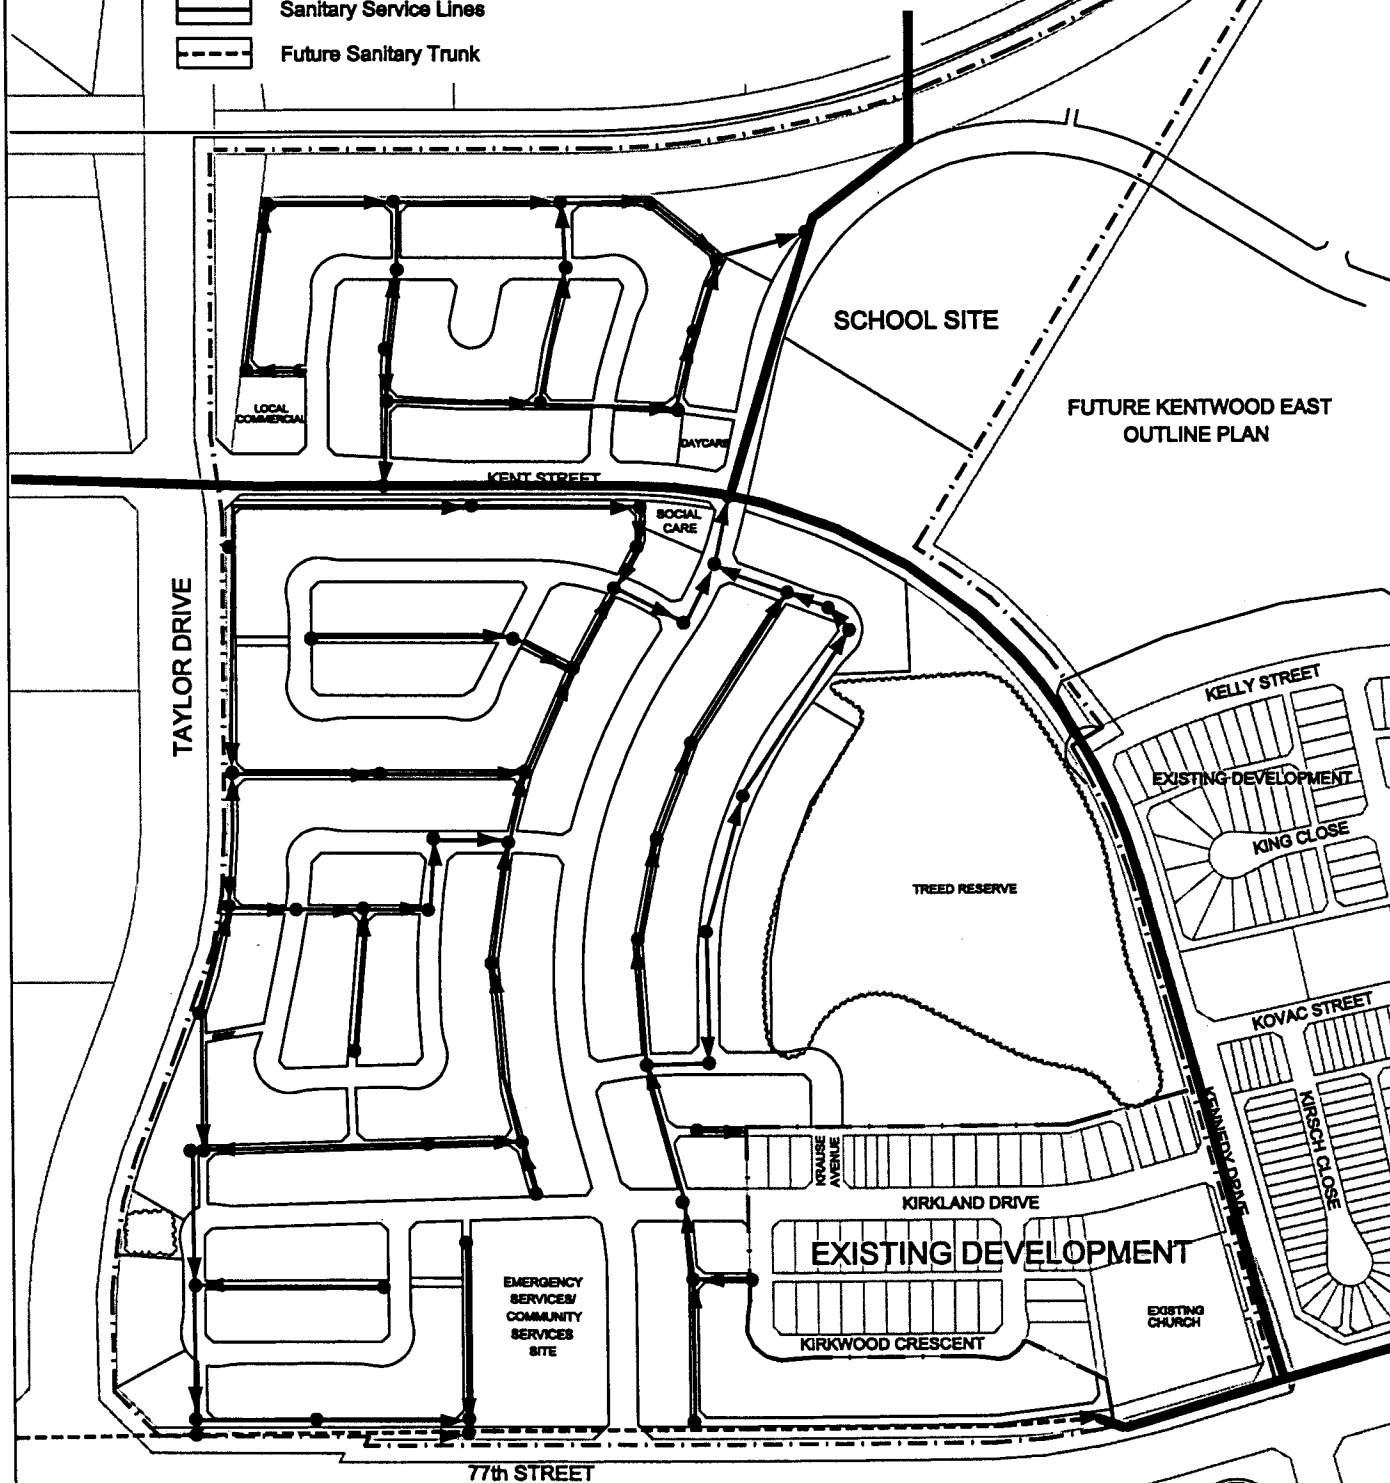 Sanitary Service Lines
Future Sanitary Trunk
SCHOOL SITE
FUTURE KENTWOOD EAST
OUTLINE PLAN
LOCAL
COMMERCIAL
DAYCARE
KENT STREET
SOCIAL
CARE
TAYLOR DRIVE
KELLY STREET
EXISTING DEVELOPMENT
KING CLOSE
TREED RESERVE
KOVAC STREET
KENNEDY DRIVE
KIRSCH CLOSE
KRAUSE
AVENUE
KIRKLAND DRIVE
EXISTING DEVELOPMENT
EMERGENCY
SERVICES/
COMMUNITY
SERVICES
SITE
EXISTING
CHURCH
KIRKWOOD CRESCENT
77th STREET